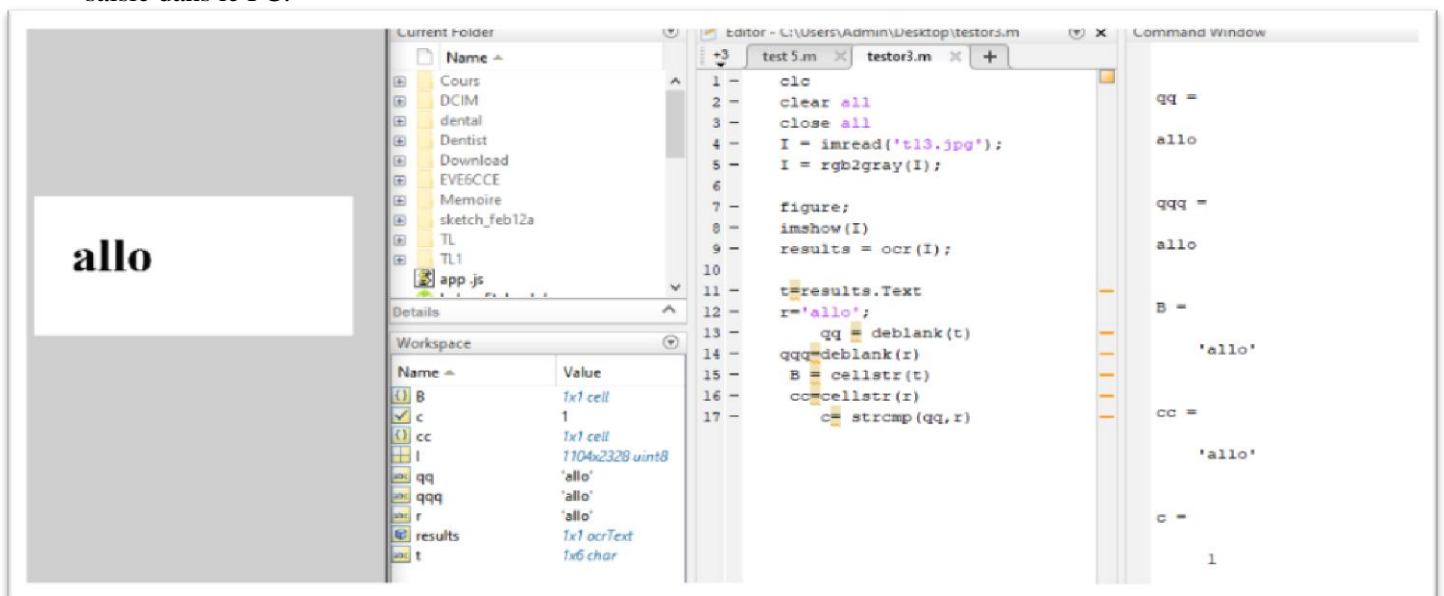 saisie dans le PC.
allo
Current Folder
Name
Cours
DCIM
dental
Dentist
Download
EVE6CCE
Memoire
sketch_feb12a
TL
TL1
app .js
Details
Workspace
Name Value
B 1x1 cell
c 1
cc 1x1 cell
I 1104x2328 uint8
qq 'allo'
qqq 'allo'
r 'allo'
results 1x1 ocrText
t 1x6 char
Editor - C:\Users\Admin\Desktop\testor3.m
+3 test 5.m testor3.m +
1 - clc
2 - clear all
3 - close all
4 - I = imread('tl3.jpg');
5 - I = rgb2gray(I);
6
7 - figure;
8 - imshow(I)
9 - results = ocr(I);
10
11 - t=results.Text
12 - r='allo';
13 - qq = deblank(t)
14 - qqq=deblank(r)
15 - B = cellstr(t)
16 - cc=cellstr(r)
17 - c= strcmp(qq,r)
Command Window
qq =
allo
qqq =
allo
B =
'allo'
cc =
'allo'
c =
1